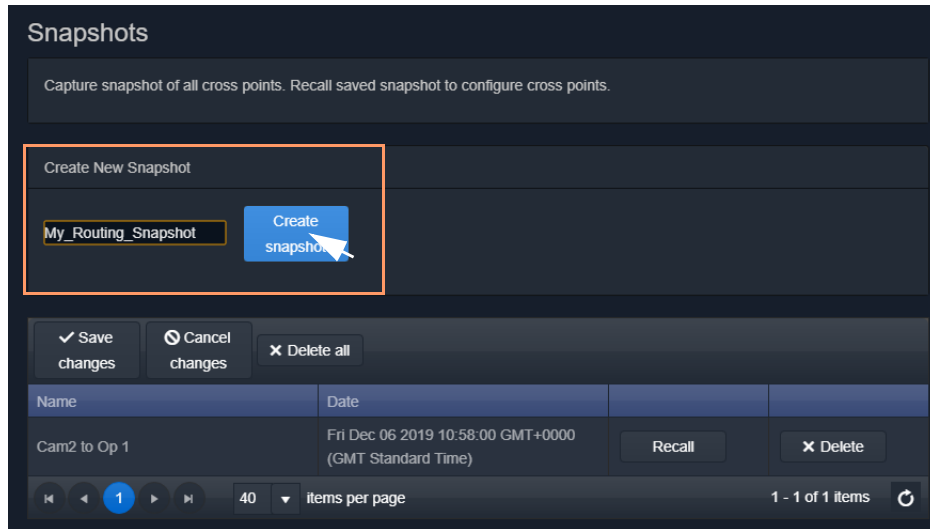 Snapshots
Capture snapshot of all cross points. Recall saved snapshot to configure cross points.
Create New Snapshot
My_Routing_Snapshot
Create
snapshot
Save
changes
Cancel
changes
Delete all
Name Date
Cam2 to Op 1
Fri Dec 06 2019 10:58:00 GMT+0000
(GMT Standard Time)
Recall
Delete
1
40 items per page
1 - 1 of 1 items